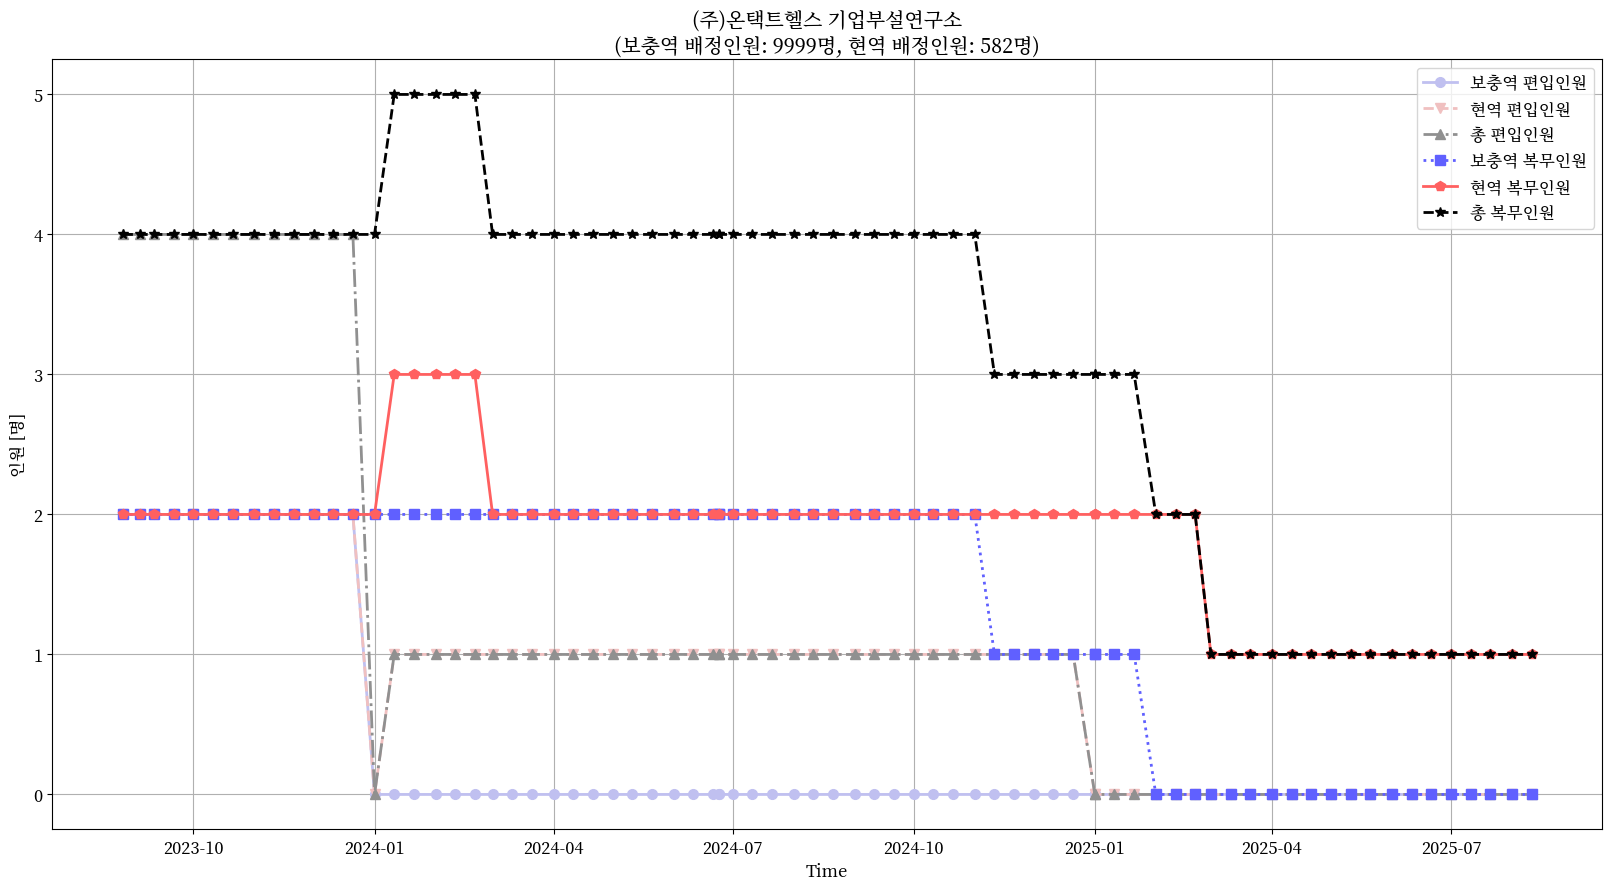 (주)온택트헬스 기업부설연구소
(보충역 배정인원: 9999명, 현역 배정인원: 582명)
보충역 편입인원
현역 편입인원
총 편입인원
보충역 복무인원
현역 복무인원
총 복무인원
인원 [명]
5
4
3
2
1
0
2023-10
2024-01
2024-04
2024-07
2024-10
2025-01
2025-04
2025-07
Time